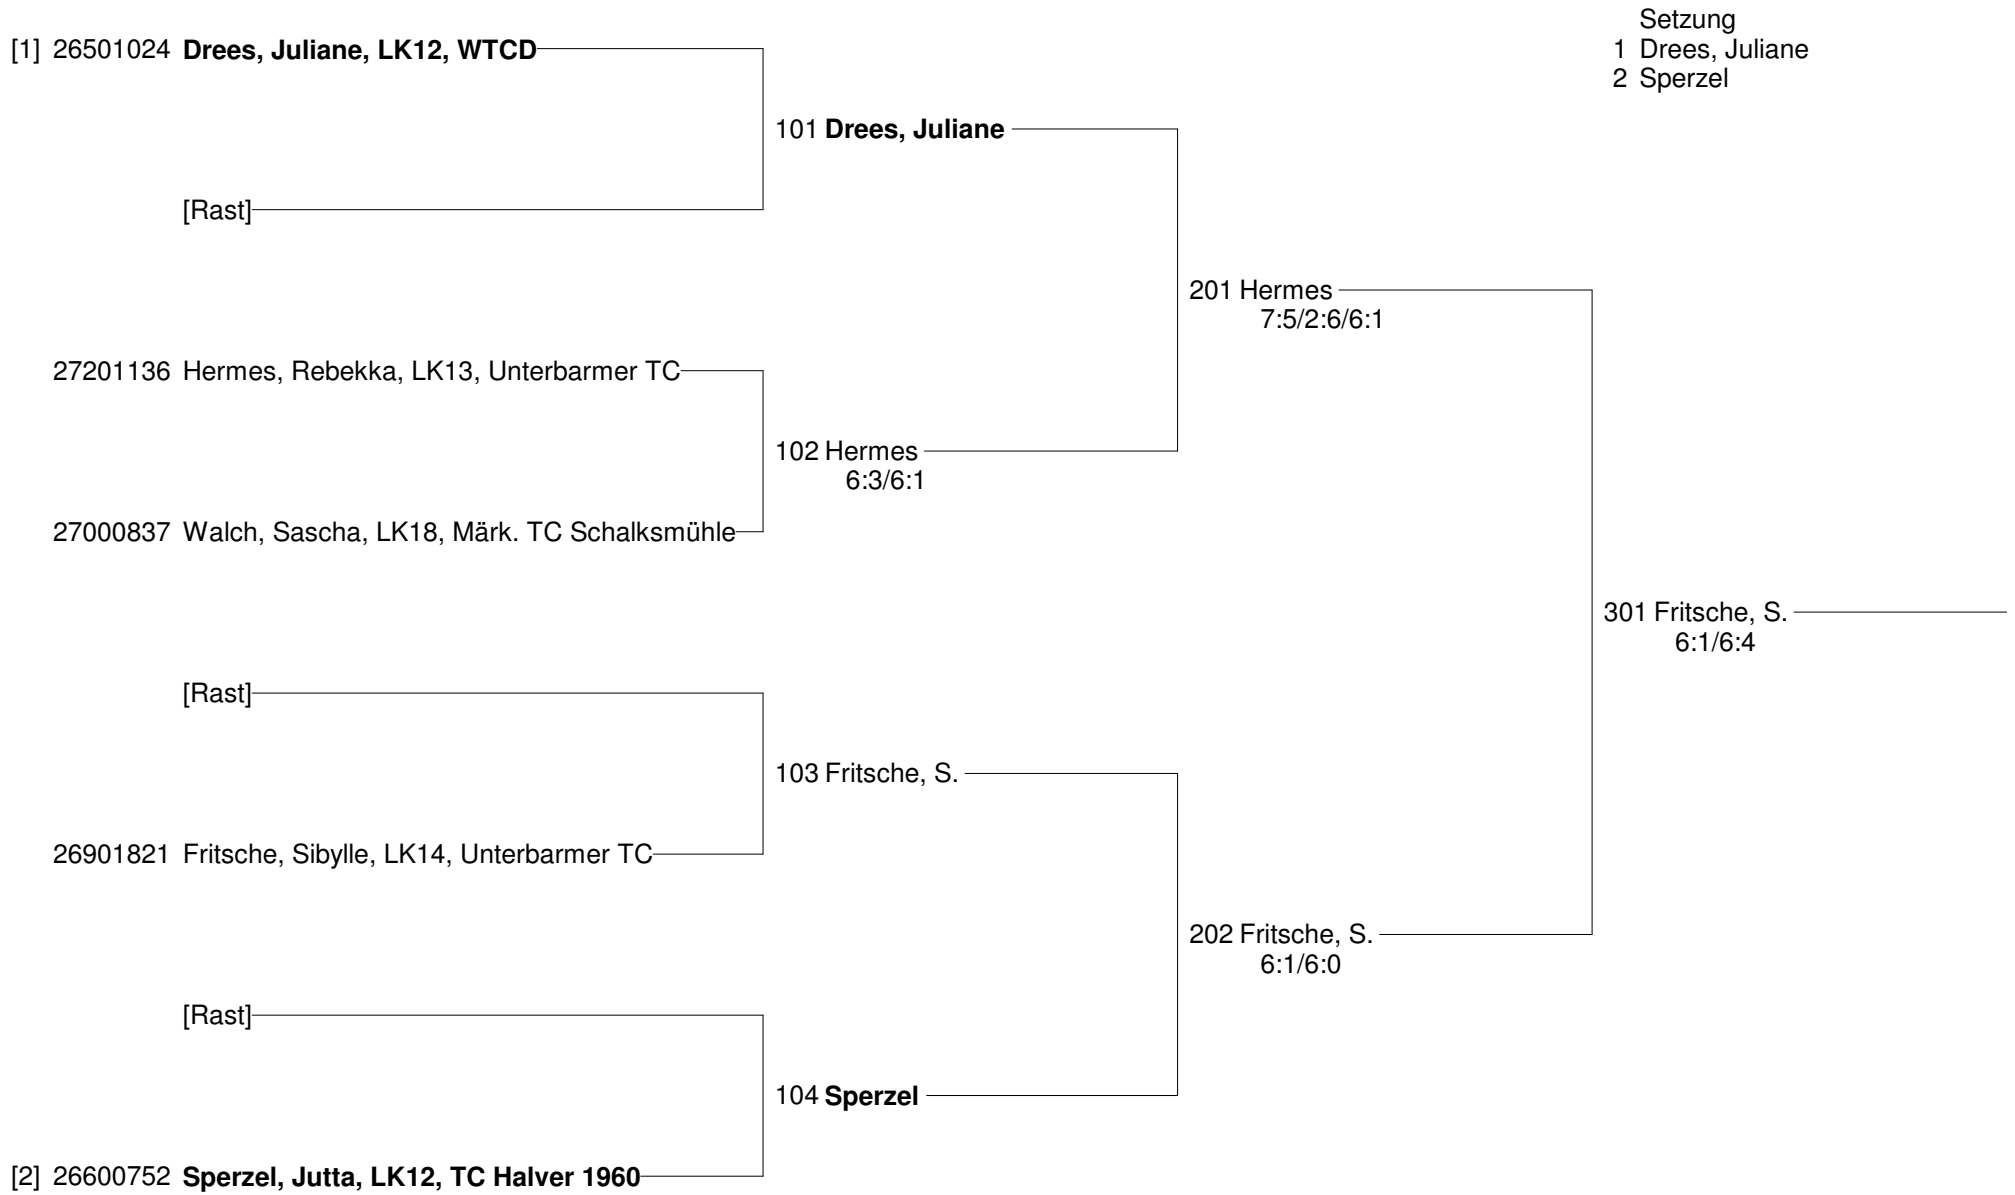 Setzung
1 Drees, Juliane
2 Sperzel
[1] 26501024 Drees, Juliane, LK12, WTCD
101 Drees, Juliane
[Rast]
201 Hermes
7:5/2:6/6:1
27201136 Hermes, Rebekka, LK13, Unterbarmer TC
102 Hermes
6:3/6:1
27000837 Walch, Sascha, LK18, Märk. TC Schalksmühle
301 Fritsche, S.
6:1/6:4
[Rast]
103 Fritsche, S.
26901821 Fritsche, Sibylle, LK14, Unterbarmer TC
202 Fritsche, S.
6:1/6:0
[Rast]
104 Sperzel
[2] 26600752 Sperzel, Jutta, LK12, TC Halver 1960